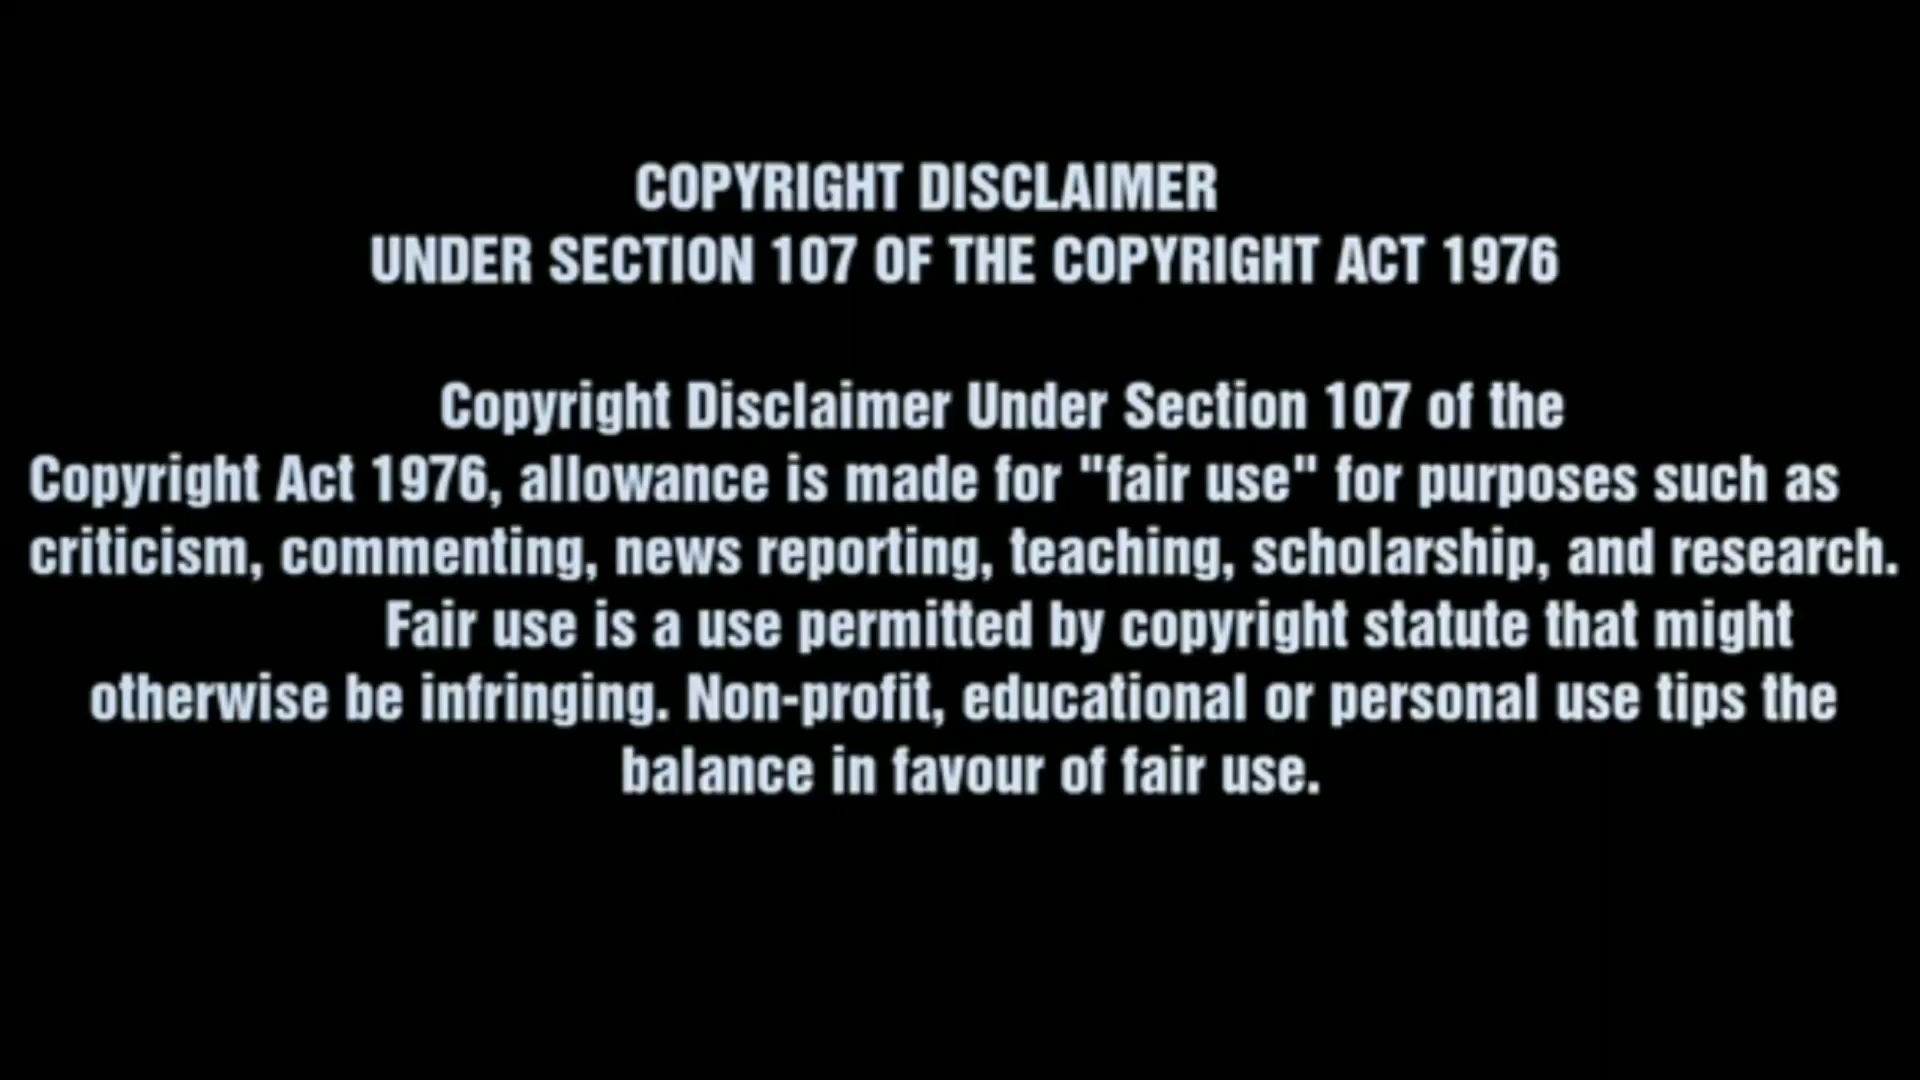 COPYRIGHT DISCLAIMER
UNDER SECTION 107 OF THE COPYRIGHT ACT 1976
Copyright Disclaimer Under Section 107 of the
Copyright Act 1976, allowance is made for "fair use" for purposes such as
criticism, commenting, news reporting, teaching, scholarship, and research.
Fair use is a use permitted by copyright statute that might
otherwise be infringing. Non-profit, educational or personal use tips the
balance in favour of fair use.